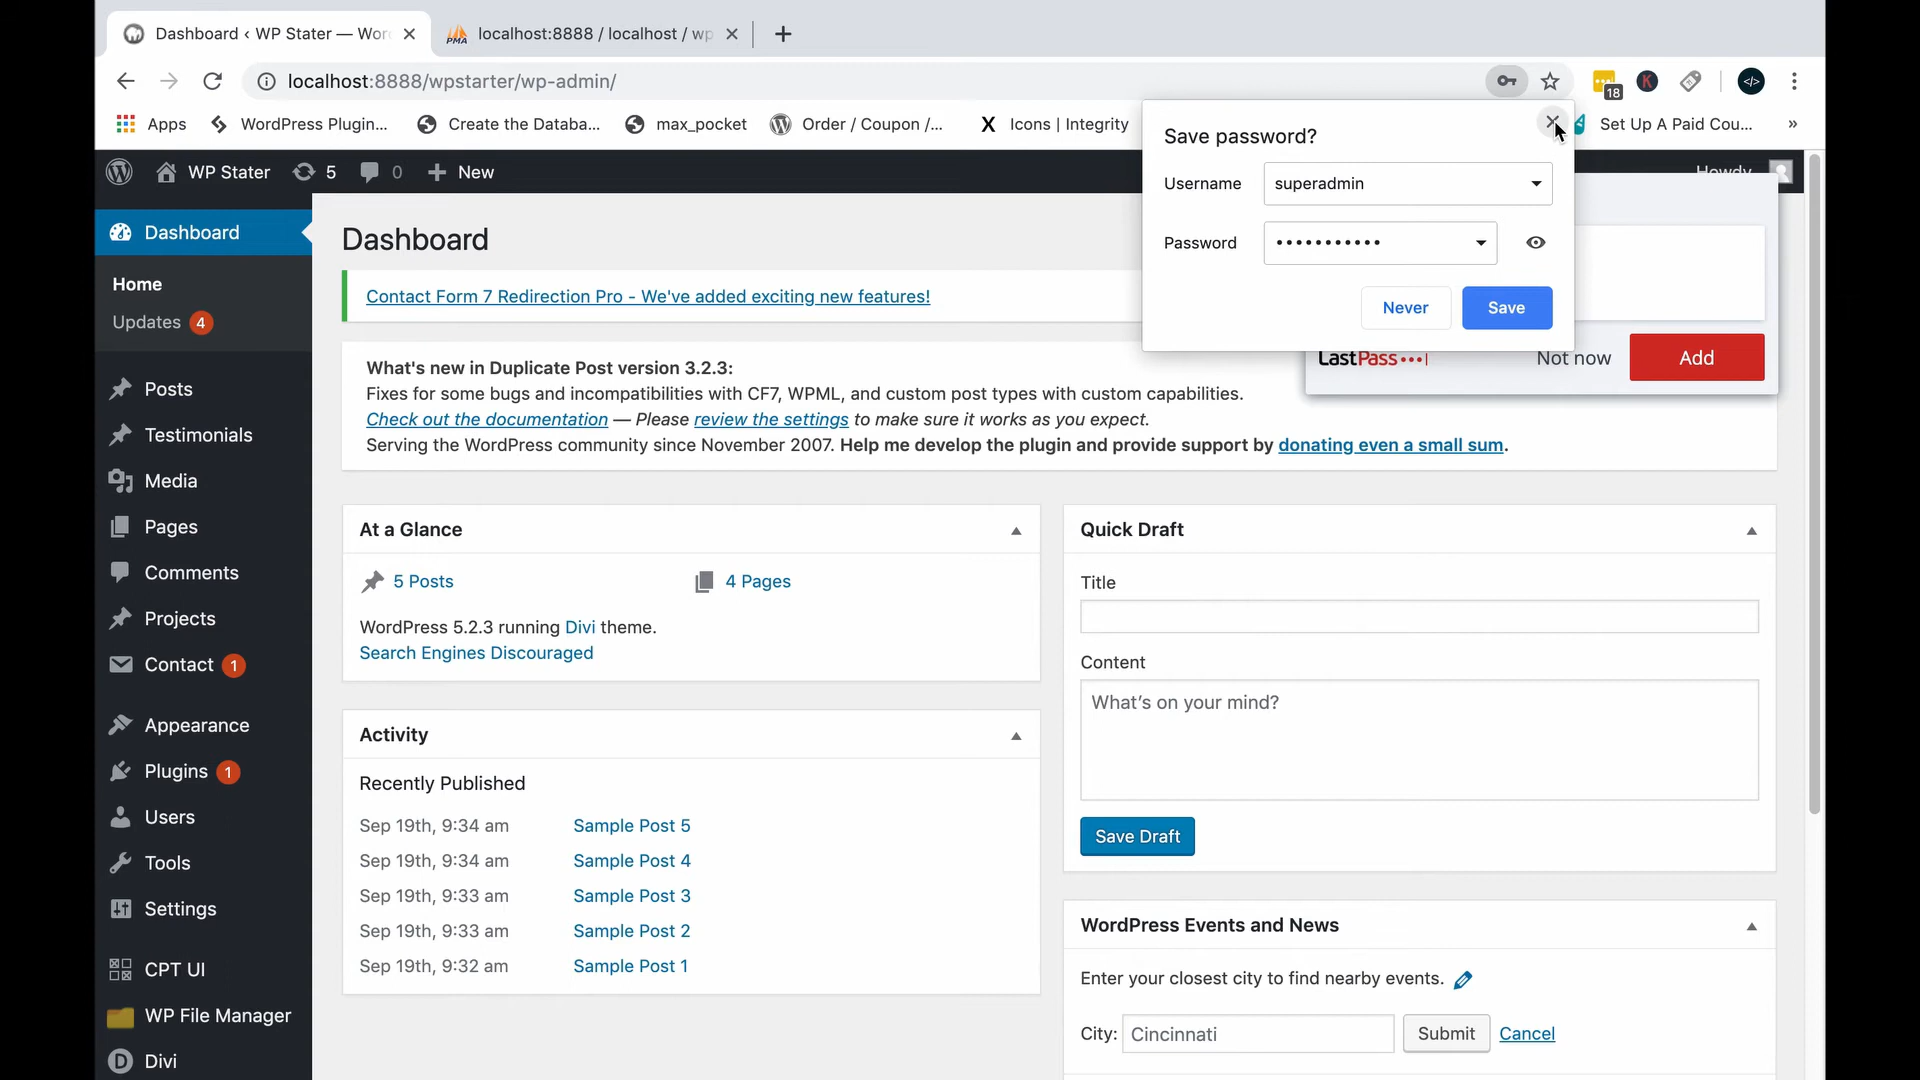 Dashboard ‹ WP Stater — Wor
localhost:8888 / localhost / wp
localhost:8888/wpstarter/wp-admin/
18
K
</>
Apps
WordPress Plugin...
Create the Databa...
max_pocket
Order / Coupon /...
X Icons | Integrity
Set Up A Paid Cou...
»
Save password?
Username superadmin
Password •••••••••••
Never Save
WP Stater
5
0
New
Howdy
LastPass•••|
Not now
Add
Dashboard
Home
Updates 4
Posts
Testimonials
Media
Pages
Comments
Projects
Contact 1
Appearance
Plugins 1
Users
Tools
Settings
CPT UI
WP File Manager
D Divi
Dashboard
Contact Form 7 Redirection Pro - We've added exciting new features!
What's new in Duplicate Post version 3.2.3:
Fixes for some bugs and incompatibilities with CF7, WPML, and custom post types with custom capabilities.
Check out the documentation — Please review the settings to make sure it works as you expect.
Serving the WordPress community since November 2007. Help me develop the plugin and provide support by donating even a small sum.
At a Glance
5 Posts
4 Pages
WordPress 5.2.3 running Divi theme.
Search Engines Discouraged
Activity
Recently Published
Sep 19th, 9:34 am Sample Post 5
Sep 19th, 9:34 am Sample Post 4
Sep 19th, 9:33 am Sample Post 3
Sep 19th, 9:33 am Sample Post 2
Sep 19th, 9:32 am Sample Post 1
Quick Draft
Title
Content
What's on your mind?
Save Draft
WordPress Events and News
Enter your closest city to find nearby events.
City: Cincinnati Submit Cancel